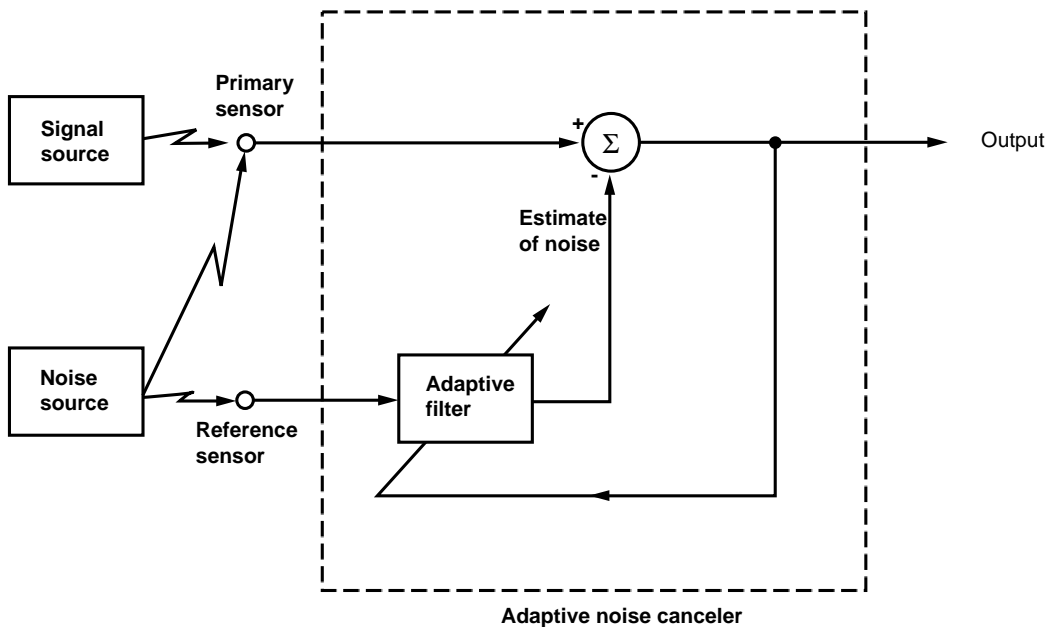 Primary
sensor
Signal
source
+
Σ
-
Output
Estimate
of noise
Noise
source
Adaptive
filter
Reference
sensor
Adaptive noise canceler